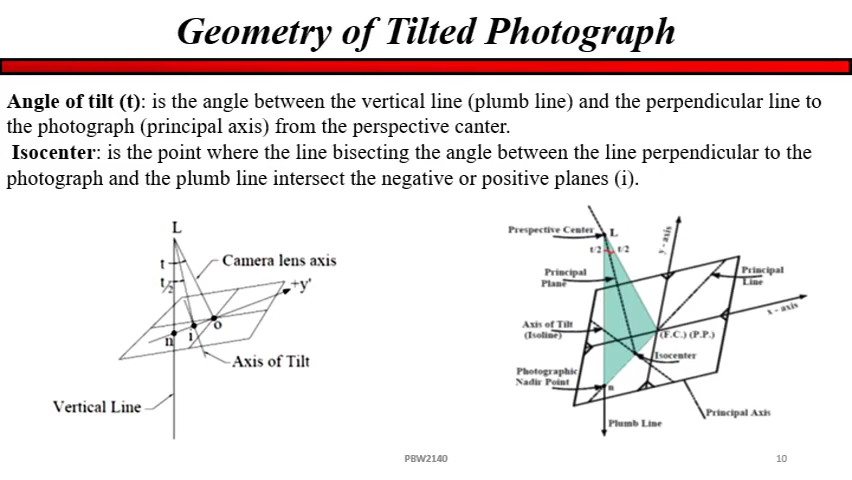 Geometry of Tilted Photograph
Angle of tilt (t): is the angle between the vertical line (plumb line) and the perpendicular line to
the photograph (principal axis) from the perspective canter.
Isocenter: is the point where the line bisecting the angle between the line perpendicular to the
photograph and the plumb line intersect the negative or positive planes (i).
L
t
t/2
Camera lens axis
+y'
o
n
i
Axis of Tilt
Vertical Line
Prespective Center
L
t/2
t/2
y - axis
Principal
Plane
Principal
Line
x - axis
Axis of Tilt
(Isoline)
(F.C.) (P.P.)
Isocenter
Photographic
Nadir Point
n
Principal Axis
Plumb Line
PBW2140
10